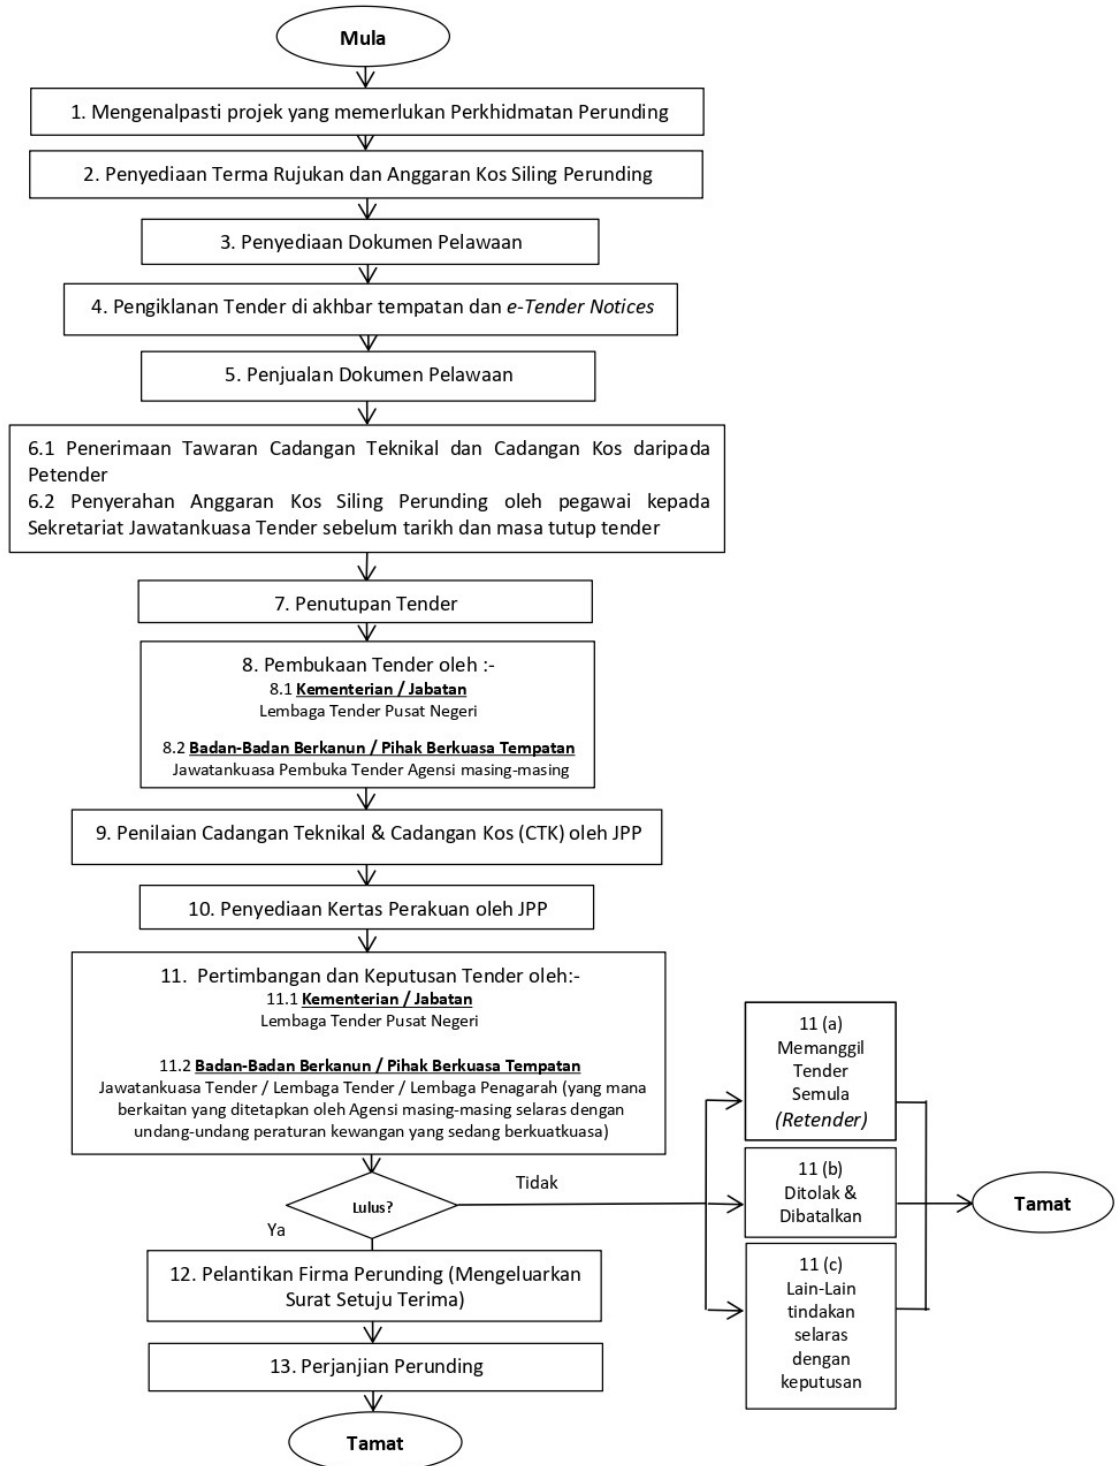 Mula
1. Mengenalpasti projek yang memerlukan Perkhidmatan Perunding
2. Penyediaan Terma Rujukan dan Anggaran Kos Siling Perunding
3. Penyediaan Dokumen Pelawaan
4. Pengiklanan Tender di akhbar tempatan dan e-Tender Notices
5. Penjualan Dokumen Pelawaan
6.1 Penerimaan Tawaran Cadangan Teknikal dan Cadangan Kos daripada
Petender
6.2 Penyerahan Anggaran Kos Siling Perunding oleh pegawai kepada
Sekretariat Jawatankuasa Tender sebelum tarikh dan masa tutup tender
7. Penutupan Tender
8. Pembukaan Tender oleh :-
8.1 Kementerian / Jabatan
Lembaga Tender Pusat Negeri
8.2 Badan-Badan Berkanun / Pihak Berkuasa Tempatan
Jawatankuasa Pembuka Tender Agensi masing-masing
9. Penilaian Cadangan Teknikal & Cadangan Kos (CTK) oleh JPP
10. Penyediaan Kertas Perakuan oleh JPP
11. Pertimbangan dan Keputusan Tender oleh:-
11.1 Kementerian / Jabatan
Lembaga Tender Pusat Negeri
11.2 Badan-Badan Berkanun / Pihak Berkuasa Tempatan
Jawatankuasa Tender / Lembaga Tender / Lembaga Penagarah (yang mana
berkaitan yang ditetapkan oleh Agensi masing-masing selaras dengan
undang-undang peraturan kewangan yang sedang berkuatkuasa)
Lulus?
Tidak
11 (a)
Memanggil
Tender
Semula
(Retender)
11 (b)
Ditolak &
Dibatalkan
11 (c)
Lain-Lain
tindakan
selaras
dengan
keputusan
Tamat
Ya
12. Pelantikan Firma Perunding (Mengeluarkan
Surat Setuju Terima)
13. Perjanjian Perunding
Tamat